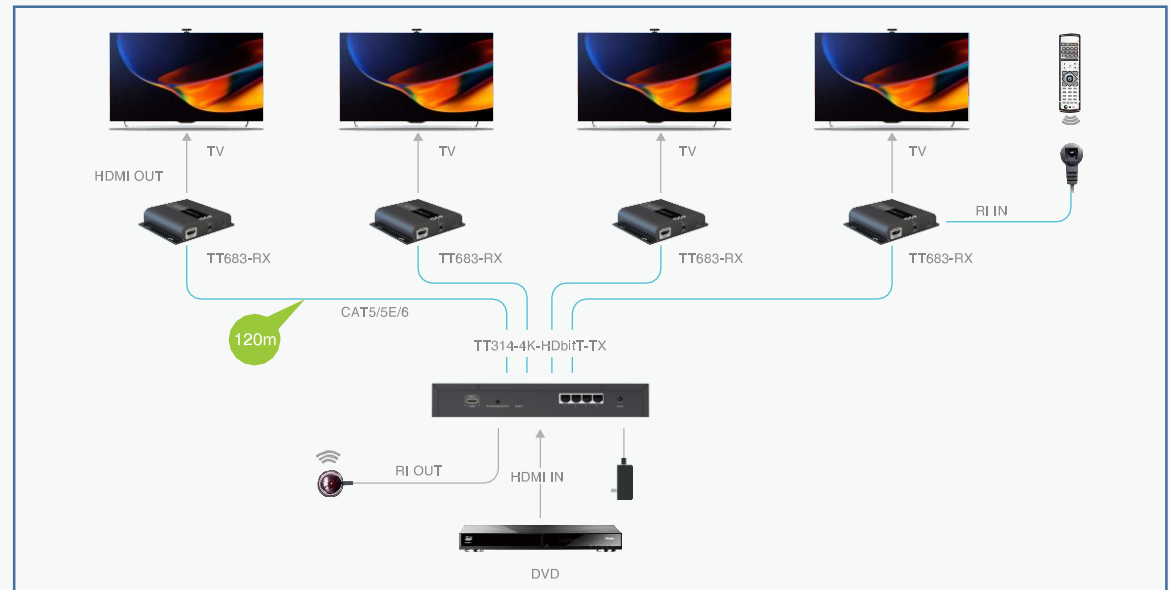 TV
TV
TV
TV
HDMI OUT
RI IN
TT683-RX
TT683-RX
TT683-RX
TT683-RX
CAT5/5E/6
120m
TT314-4K-HDbitT-TX
RI OUT
HDMI IN
DVD